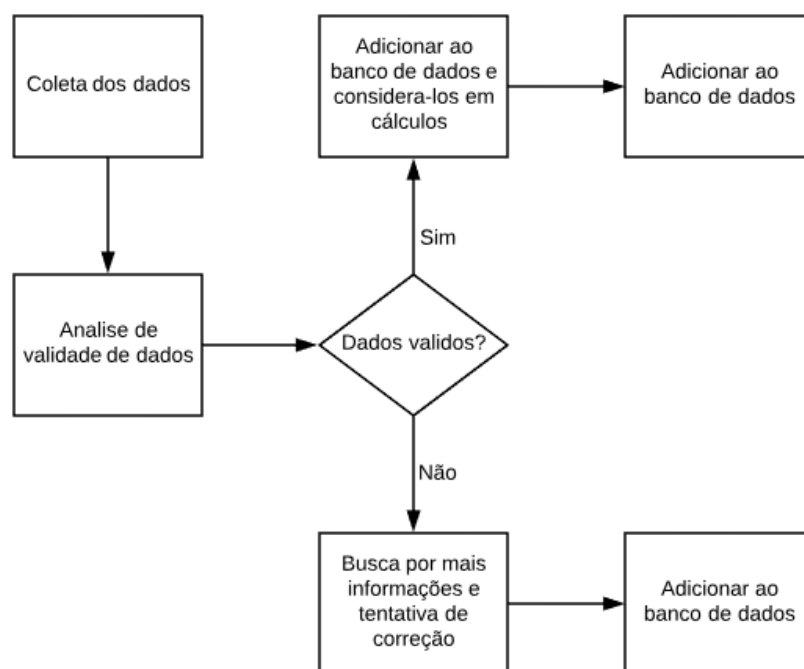 Coleta dos dados
Adicionar ao
banco de dados e
considera-los em
cálculos
Adicionar ao
banco de dados
Sim
Analise de
validade de dados
Dados validos?
Não
Busca por mais
informações e
tentativa de
correção
Adicionar ao
banco de dados